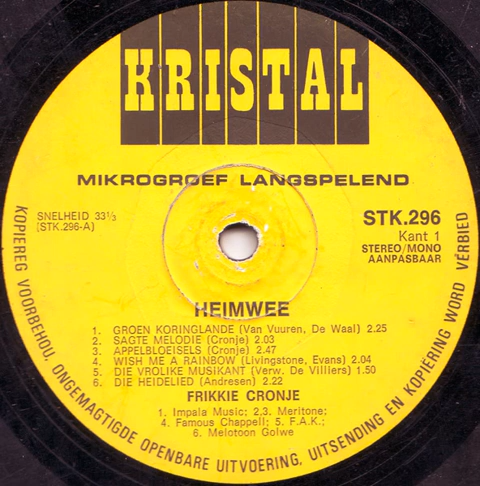 KRISTAL
MIKROGROEF LANGSPELEND
SNELHEID 33⅓
(STK.296-A)
STK.296
Kant 1
STEREO/MONO
AANPASBAAR
HEIMWEE
1. GROEN KORINGLANDE (Van Vuuren, De Waal) 2.25
2. SAGTE MELODIE (Cronje) 2.03
3. APPELBLOEISELS (Cronje) 2.47
4. WISH ME A RAINBOW (Livingstone, Evans) 2.04
5. DIE VROLIKE MUSIKANT (Verw. De Villiers) 1.50
6. DIE HEIDELIED (Andresen) 2.22
FRIKKIE CRONJE
1. Impala Music; 2,3. Meritone;
4. Famous Chappell; 5. F.A.K.;
6. Melotoon Golwe
KOPIEREG VOORBEHOU. ONGEMAGTIGDE OPENBARE UITVOERING, UITSENDING EN KOPIËRING WORD VERBIED